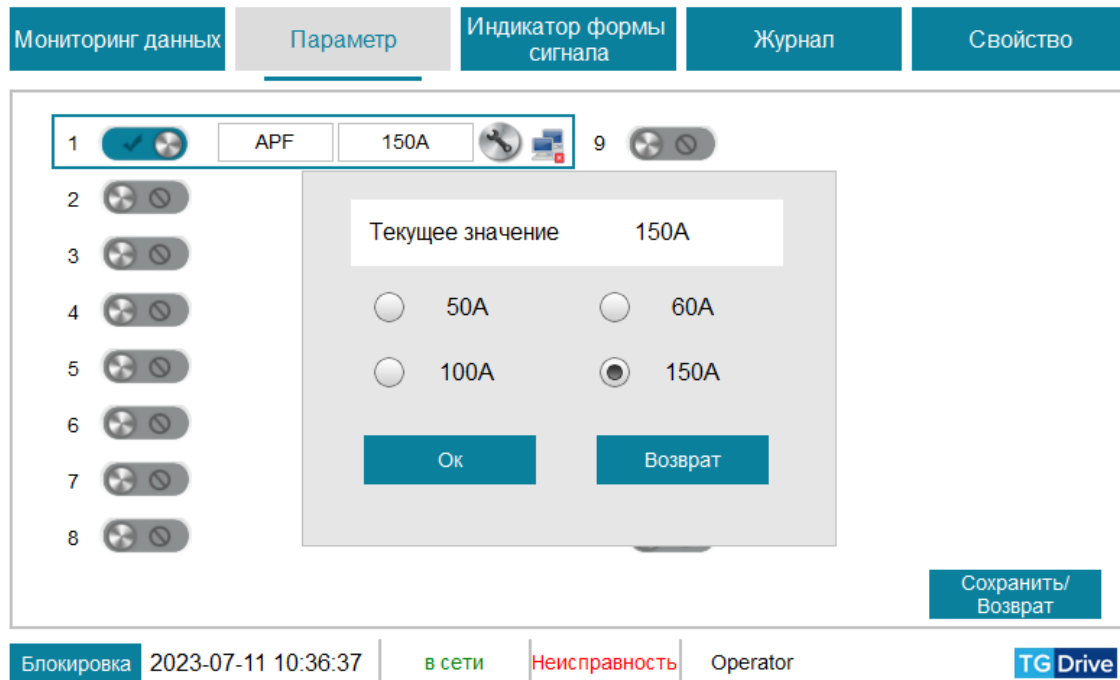 Мониторинг данных
Параметр
Индикатор формы
сигнала
Журнал
Свойство
1 APF 150A 9
2
3
4
5
6
7
8
Текущее значение 150A
50A 60A
100A 150A
Ок Возврат
Сохранить/
Возврат
Блокировка 2023-07-11 10:36:37 в сети Неисправность Operator TG Drive